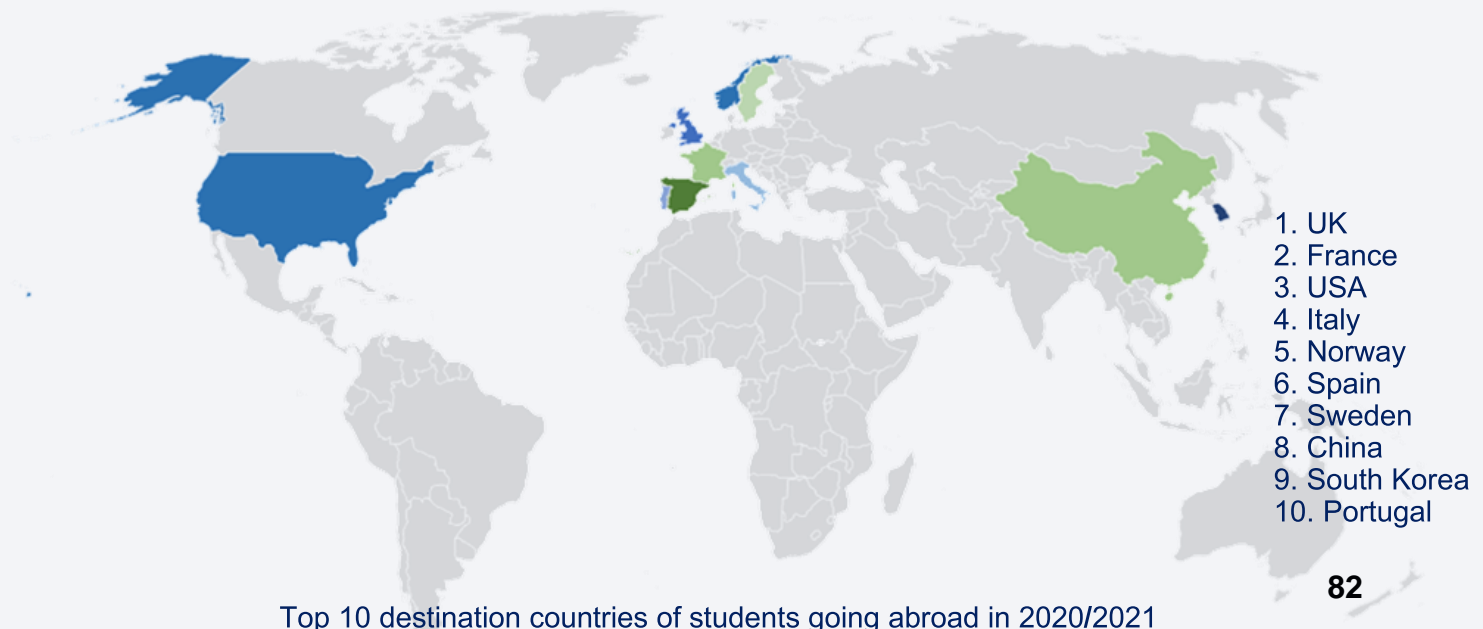 1. UK
2. France
3. USA
4. Italy
5. Norway
6. Spain
7. Sweden
8. China
9. South Korea
10. Portugal
82
Top 10 destination countries of students going abroad in 2020/2021